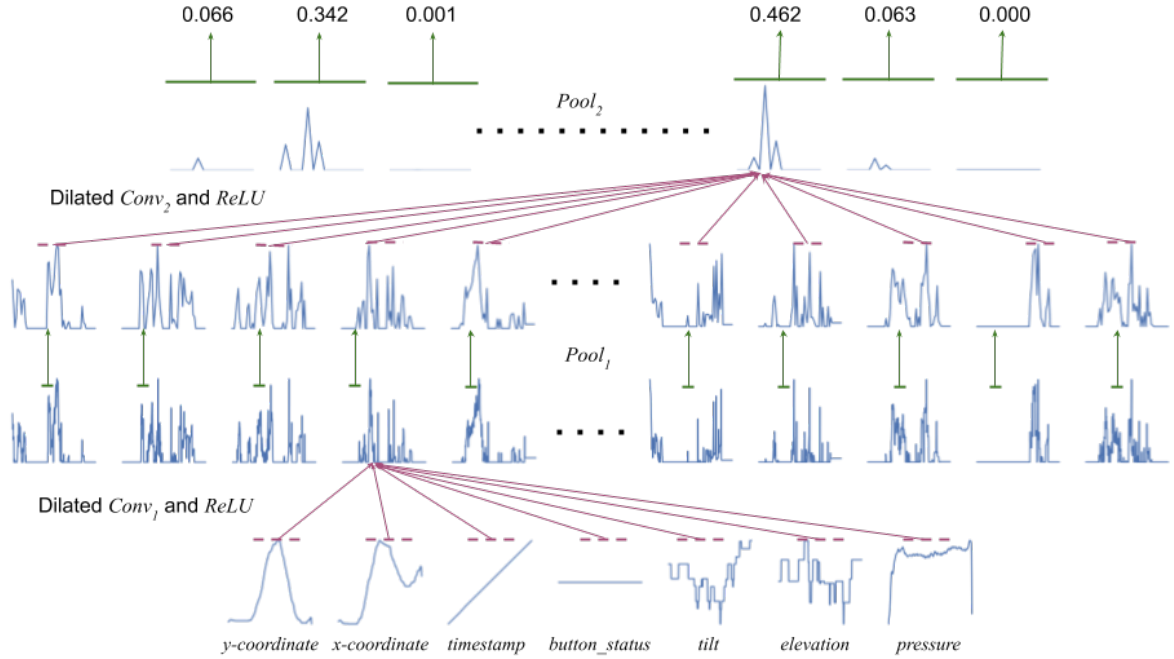 0.066 0.342 0.001 0.462 0.063 0.000
Pool2
Dilated Conv2 and ReLU
Pool1
Dilated Conv1 and ReLU
y-coordinate x-coordinate timestamp button_status tilt elevation pressure